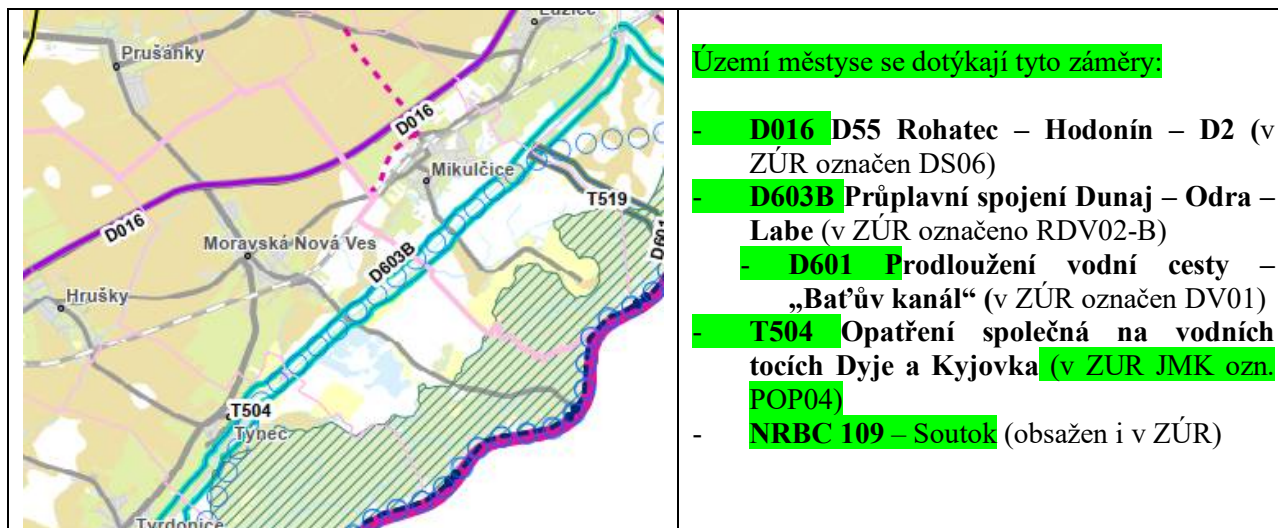 Lužice
Prušánky
D016
D016
Mikulčice
T519
D601
Moravská Nová Ves
D603B
Hrušky
T504
Týnec
Tvrdonice
Území městyse se dotýkají tyto záměry:
- D016 D55 Rohatec – Hodonín – D2 (v
ZÚR označen DS06)
- D603B Průplavní spojení Dunaj – Odra –
Labe (v ZÚR označeno RDV02-B)
- D601 Prodloužení vodní cesty –
„Baťův kanál“ (v ZÚR označen DV01)
- T504 Opatření společná na vodních
tocích Dyje a Kyjovka (v ZUR JMK ozn.
POP04)
- NRBC 109 – Soutok (obsažen i v ZÚR)